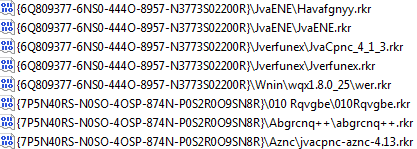 {6Q809377-6NS0-444O-8957-N3773S02200R}\JvaENE\Havafgnyy.rkr
{6Q809377-6NS0-444O-8957-N3773S02200R}\JvaENE\JvaENE.rkr
{6Q809377-6NS0-444O-8957-N3773S02200R}\Jverfunex\JvaCpnc_4_1_3.rkr
{6Q809377-6NS0-444O-8957-N3773S02200R}\Jverfunex\Jverfunex.rkr
{6Q809377-6NS0-444O-8957-N3773S02200R}\Wnin\wqx1.8.0_25\wer.rkr
{7P5N40RS-N0SO-4OSP-874N-P0S2R0O9SN8R}\010 Rqvgbe\010Rqvgbe.rkr
{7P5N40RS-N0SO-4OSP-874N-P0S2R0O9SN8R}\Abgrcnq++\abgrcnq++.rkr
{7P5N40RS-N0SO-4OSP-874N-P0S2R0O9SN8R}\Aznc\jvacpnc-aznc-4.13.rkr